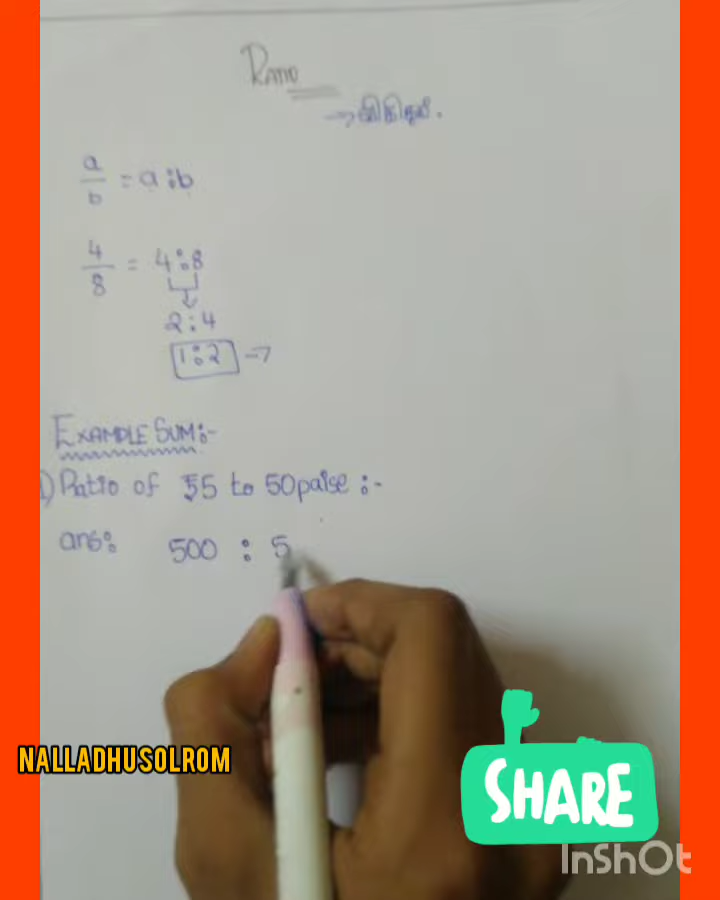 Ratio
→ விகிதம்.
a/b = a:b
4/8 = 4:8
2:4
1:2 →
EXAMPLE SUM:-
1) Ratio of ₹5 to 50paise :-
ans: 500 : 5
NALLADHUSOLROM
SHARE
InShOt